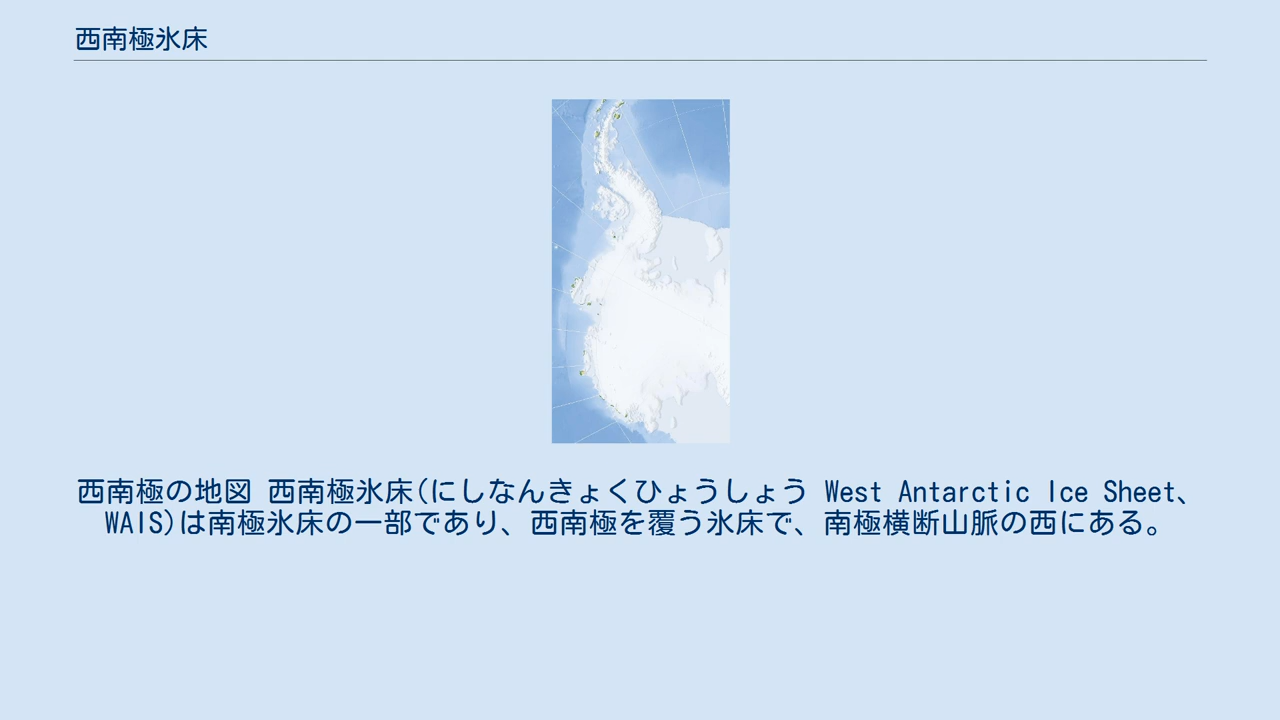 西南極氷床
西南極の地図 西南極氷床(にしなんきょくひょうしょう West Antarctic Ice Sheet、
WAIS)は南極氷床の一部であり、西南極を覆う氷床で、南極横断山脈の西にある。